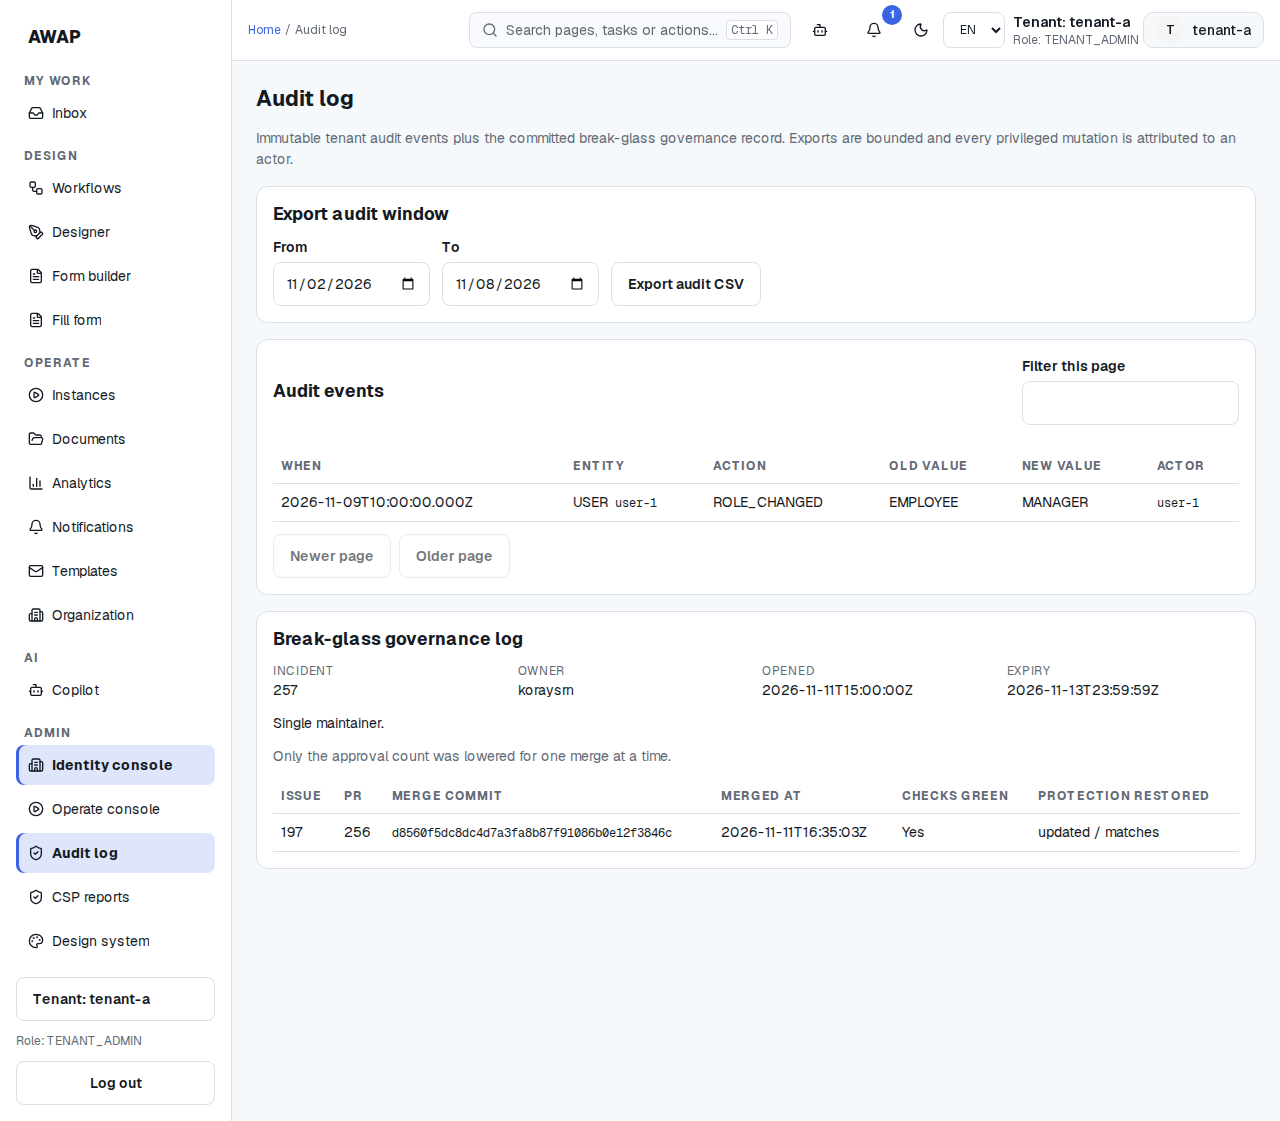 AWAP
MY WORK
Inbox
DESIGN
Workflows
Designer
Form builder
Fill form
OPERATE
Instances
Documents
Analytics
Notifications
Templates
Organization
AI
Copilot
ADMIN
Identity console
Operate console
Audit log
CSP reports
Design system
Tenant: tenant-a
Role: TENANT_ADMIN
Log out
Home / Audit log
Search pages, tasks or actions... Ctrl K
1
EN
Tenant: tenant-a
Role: TENANT_ADMIN
T tenant-a
Audit log
Immutable tenant audit events plus the committed break-glass governance record. Exports are bounded and every privileged mutation is attributed to an
actor.
Export audit window
From To
11/02/2026 11/08/2026 Export audit CSV
Audit events
Filter this page
WHEN ENTITY ACTION OLD VALUE NEW VALUE ACTOR
2026-11-09T10:00:00.000Z USER user-1 ROLE_CHANGED EMPLOYEE MANAGER user-1
Newer page Older page
Break-glass governance log
INCIDENT OWNER OPENED EXPIRY
257 koraysm 2026-11-11T15:00:00Z 2026-11-13T23:59:59Z
Single maintainer.
Only the approval count was lowered for one merge at a time.
ISSUE PR MERGE COMMIT MERGED AT CHECKS GREEN PROTECTION RESTORED
197 256 d8560f5dc8dc4d7a3fa8b87f91086b0e12f3846c 2026-11-11T16:35:03Z Yes updated / matches